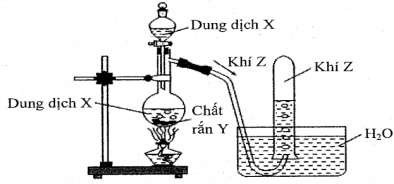 Dung dịch X
Khí Z
Khí Z
Dung dịch X
Chất
rắn Y
H₂O